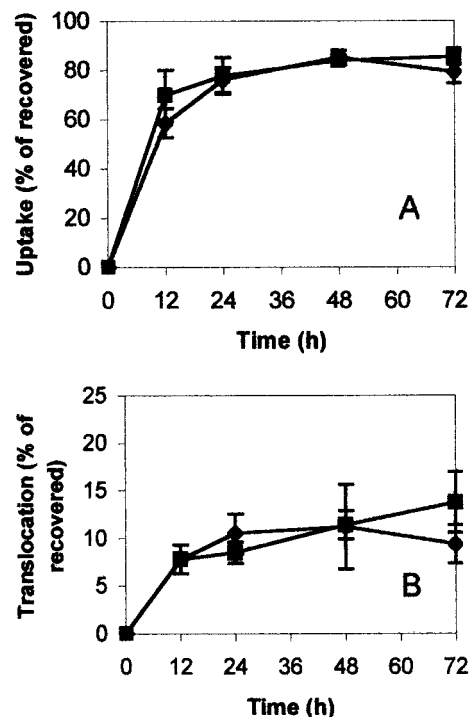 Uptake (% of recovered)
100
80
60
40
20
0
A
0 12 24 36 48 60 72
Time (h)
Translocation (% of
recovered)
25
20
15
10
5
0
B
0 12 24 36 48 60 72
Time (h)